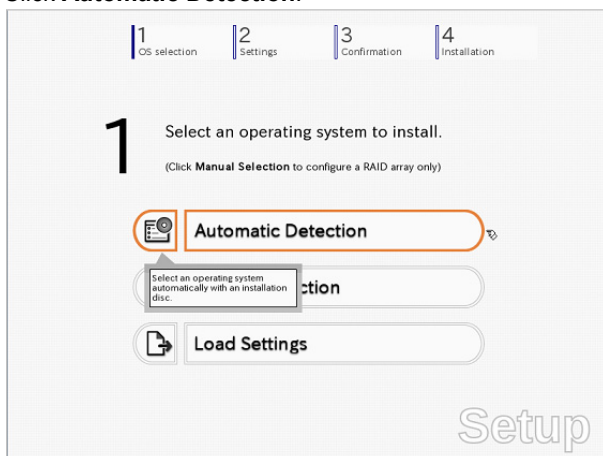 Click Automatic Detection.
1
OS selection
2
Settings
3
Confirmation
4
Installation
1
Select an operating system to install.
(Click Manual Selection to configure a RAID array only)
Automatic Detection
Select an operating system
automatically with an installation
disc.
ction
Load Settings
Setup